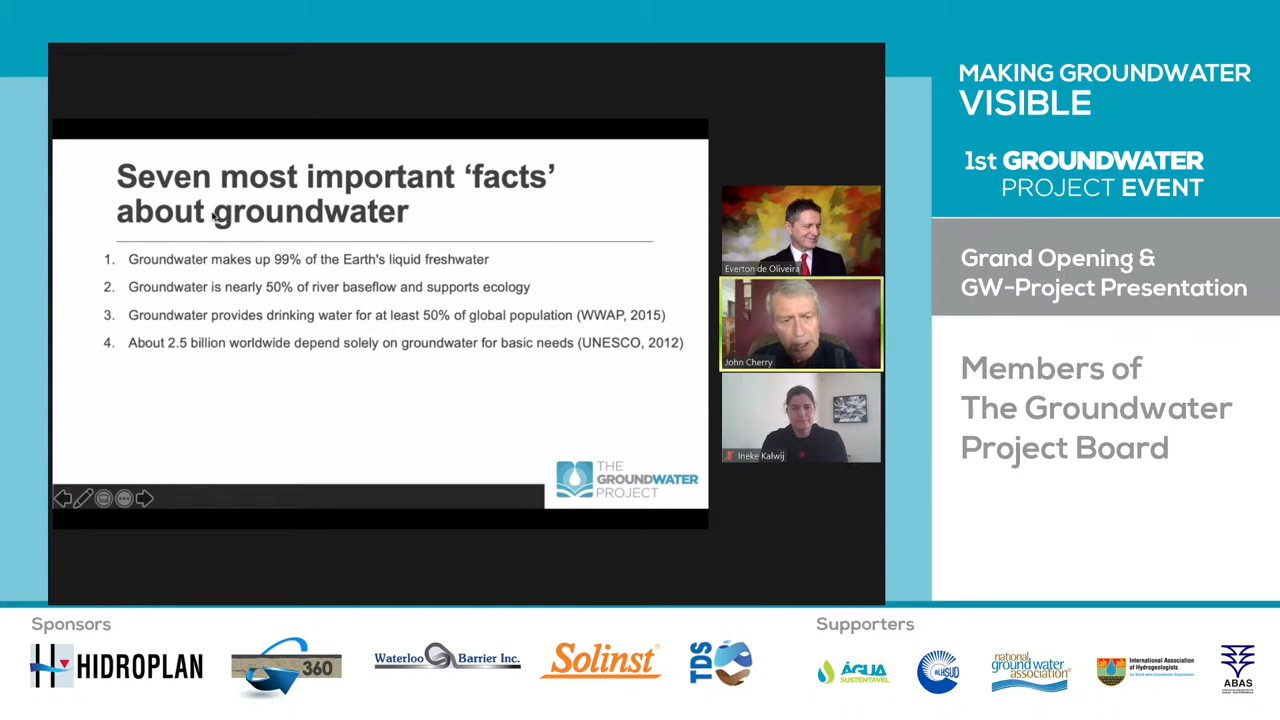 MAKING GROUNDWATER
VISIBLE
1st GROUNDWATER
PROJECT EVENT
Grand Opening &
GW-Project Presentation
Members of
The Groundwater
Project Board
Seven most important ‘facts’
about groundwater
1. Groundwater makes up 99% of the Earth's liquid freshwater
2. Groundwater is nearly 50% of river baseflow and supports ecology
3. Groundwater provides drinking water for at least 50% of global population (WWAP, 2015)
4. About 2.5 billion worldwide depend solely on groundwater for basic needs (UNESCO, 2012)
THE
GROUNDWATER
PROJECT
Everton de Oliveira
John Cherry
Ineke Kalwij
Sponsors
HIDROPLAN
360
Waterloo Barrier Inc.
Solinst
TDS
Supporters
ÁGUA
SUSTENTÁVEL
ALHSUD
national
ground water
association
iah
International Association
of Hydrogeologists
ABAS